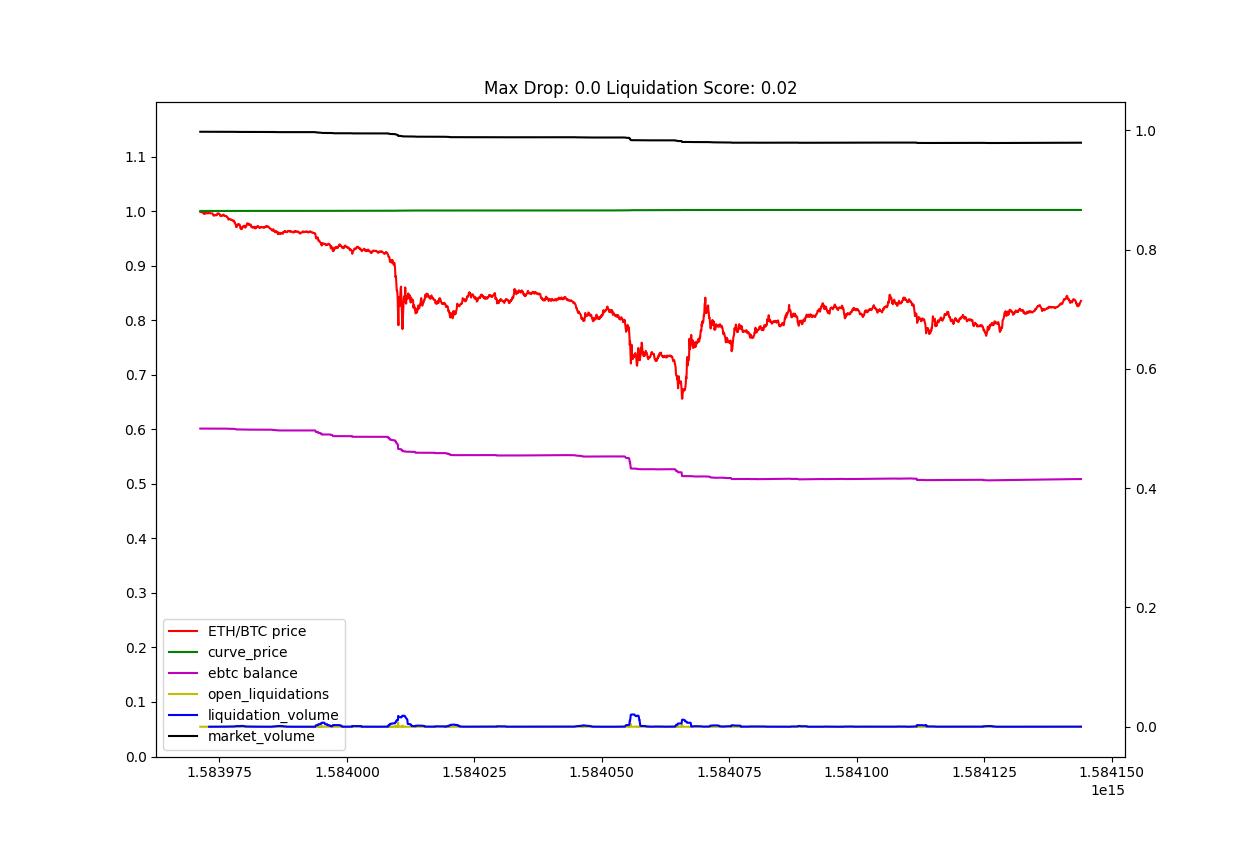 Max Drop: 0.0 Liquidation Score: 0.02
1.1
1.0
0.9
0.8
0.7
0.6
0.5
0.4
0.3
0.2
0.1
0.0
1.0
0.8
0.6
0.4
0.2
0.0
ETH/BTC price
curve_price
ebtc balance
open_liquidations
liquidation_volume
market_volume
1.583975 1.584000 1.584025 1.584050 1.584075 1.584100 1.584125 1.584150
1e15